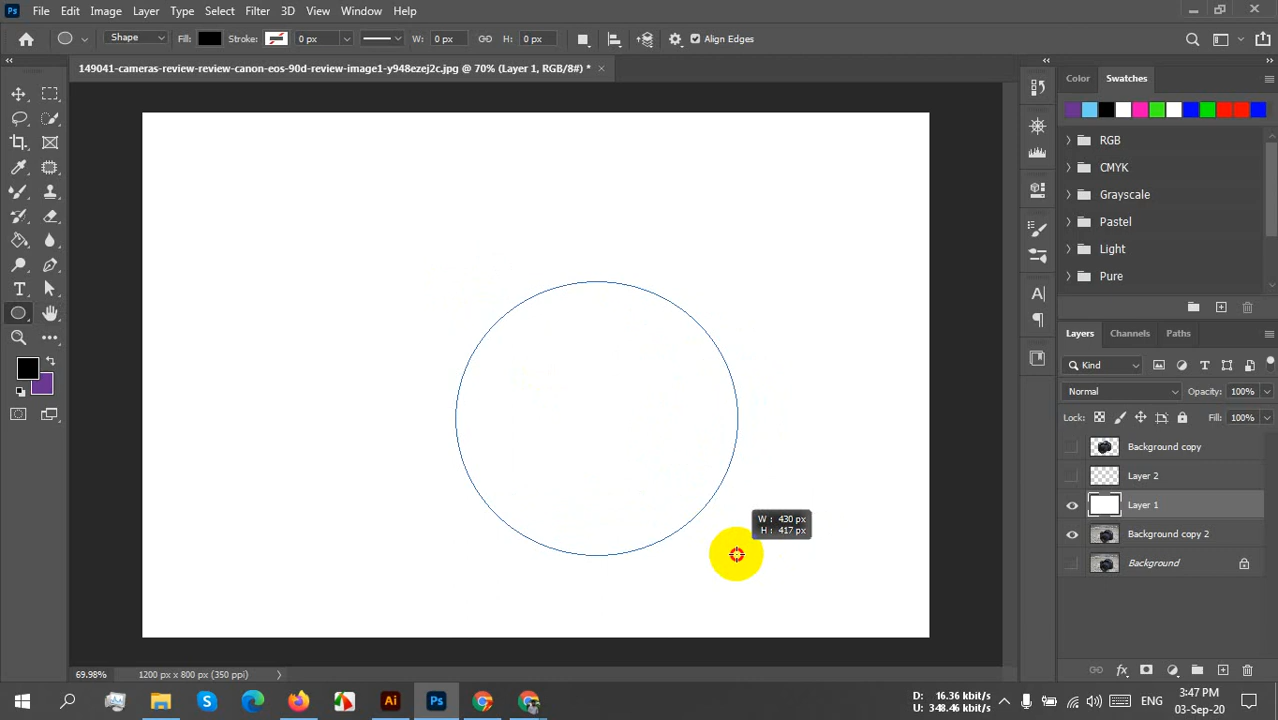 Ps File Edit Image Layer Type Select Filter 3D View Window Help
Shape Fill: Stroke: 0 px W: 0 px H: 0 px Align Edges
149041-cameras-review-review-canon-eos-90d-review-image1-y948ezej2c.jpg @ 70% (Layer 1, RGB/8#) * ×
Color Swatches
RGB
CMYK
Grayscale
Pastel
Light
Pure
Layers Channels Paths
Kind
Normal Opacity: 100%
Lock: Fill: 100%
Background copy
Layer 2
Layer 1
Background copy 2
Background
W : 430 px
H : 417 px
69.98% 1200 px x 800 px (350 ppi)
Ai Ps
D: 16.36 kbit/s
U: 348.46 kbit/s
ENG
3:47 PM
03-Sep-20